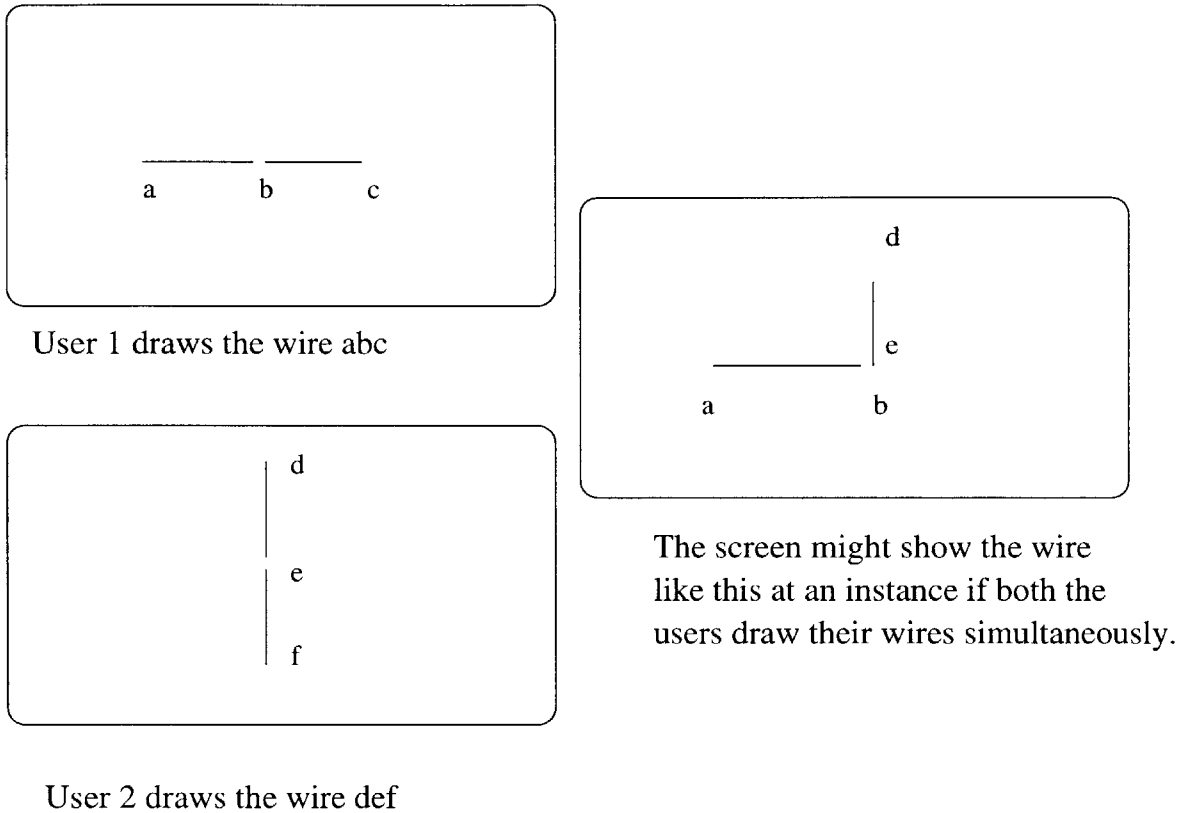 a b c
User 1 draws the wire abc
d
e
f
User 2 draws the wire def
d
e
a b
The screen might show the wire
like this at an instance if both the
users draw their wires simultaneously.